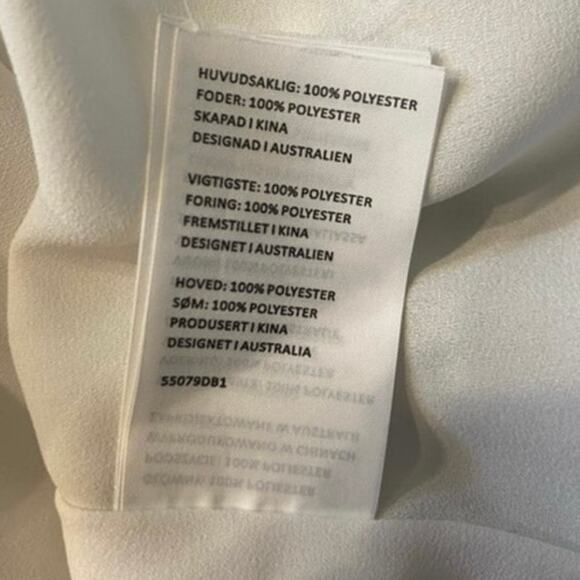 HUVUDSAKLIG: 100% POLYESTER
FODER: 100% POLYESTER
SKAPAD I KINA
DESIGNAD I AUSTRALIEN
VIGTIGSTE: 100% POLYESTER
FORING: 100% POLYESTER
FREMSTILLET I KINA
DESIGNET I AUSTRALIEN
HOVED: 100% POLYESTER
SØM: 100% POLYESTER
PRODUSERT I KINA
DESIGNET I AUSTRALIA
55079DB1